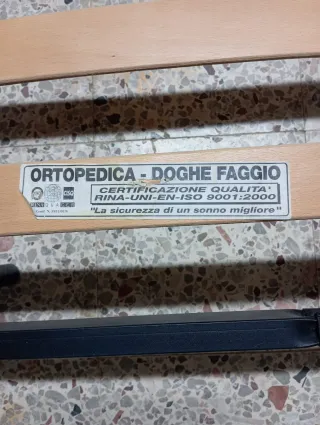 ORTOPEDICA - DOGHE FAGGIO
CERTIFICAZIONE QUALITA'
RINA-UNI-EN-ISO 9001:2000
"La sicurezza di un sonno migliore"